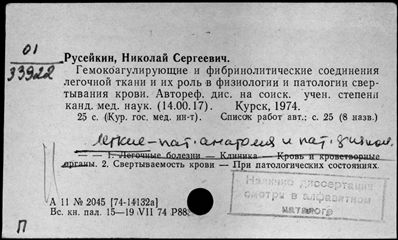 01
33922
Русейкин, Николай Сергеевич.
Гемокоагулирующие и фибринолитические соединения
легочной ткани и их роль в физиологии и патологии свер-
тывания крови. Автореф. дис. на соиск. учен. степени
канд. мед. наук. (14.00.17). Курск, 1974.
25 с. (Кур. гос. мед. ин-т). Список работ авт.: с. 25 (8 назв.)
Легкие - пат. анатомия и пат. физиол.
— — 1. Легочные болезни — Клиника — Кровь и кроветворные
органы. 2. Свертываемость крови — При патологических состояниях.
А 11 № 2045 [74-14132а]
Вс. кн. пал. 15—19 VII 74 Р88.
Наличие диссертации
смотри в алфавитном
каталоге
П